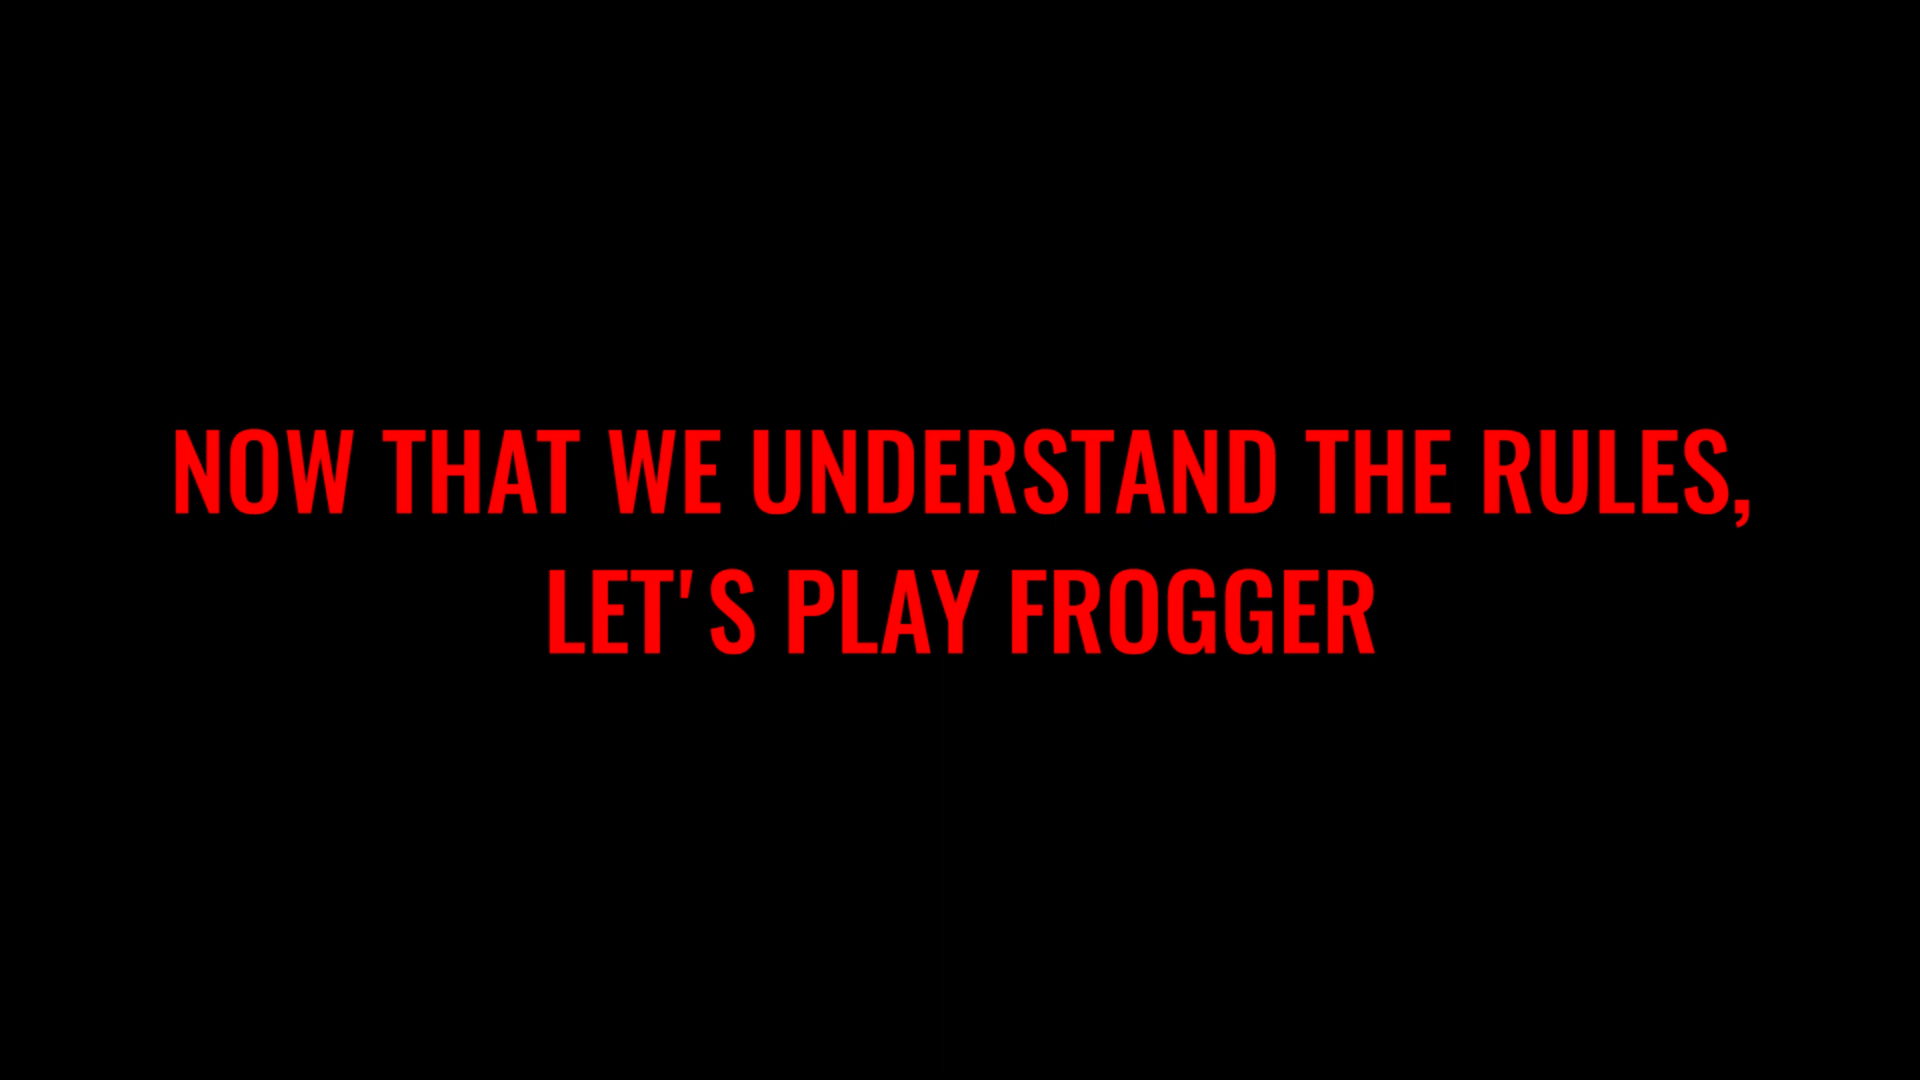 NOW THAT WE UNDERSTAND THE RULES,
LET'S PLAY FROGGER